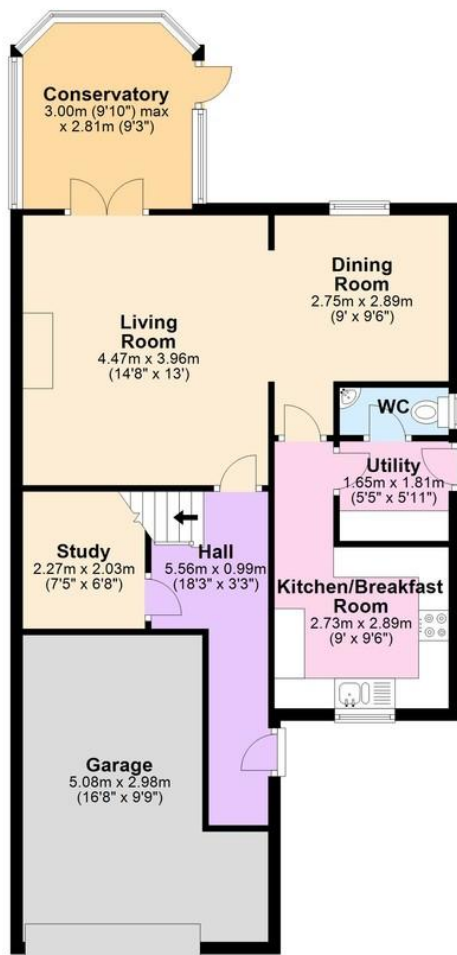 Conservatory
3.00m (9'10") max
x 2.81m (9'3")
Dining
Room
2.75m x 2.89m
(9' x 9'6")
Living
Room
4.47m x 3.96m
(14'8" x 13')
WC
Utility
1.65m x 1.81m
(5'5" x 5'11")
Study
2.27m x 2.03m
(7'5" x 6'8")
Hall
5.56m x 0.99m
(18'3" x 3'3")
Kitchen/Breakfast
Room
2.73m x 2.89m
(9' x 9'6")
Garage
5.08m x 2.98m
(16'8" x 9'9")